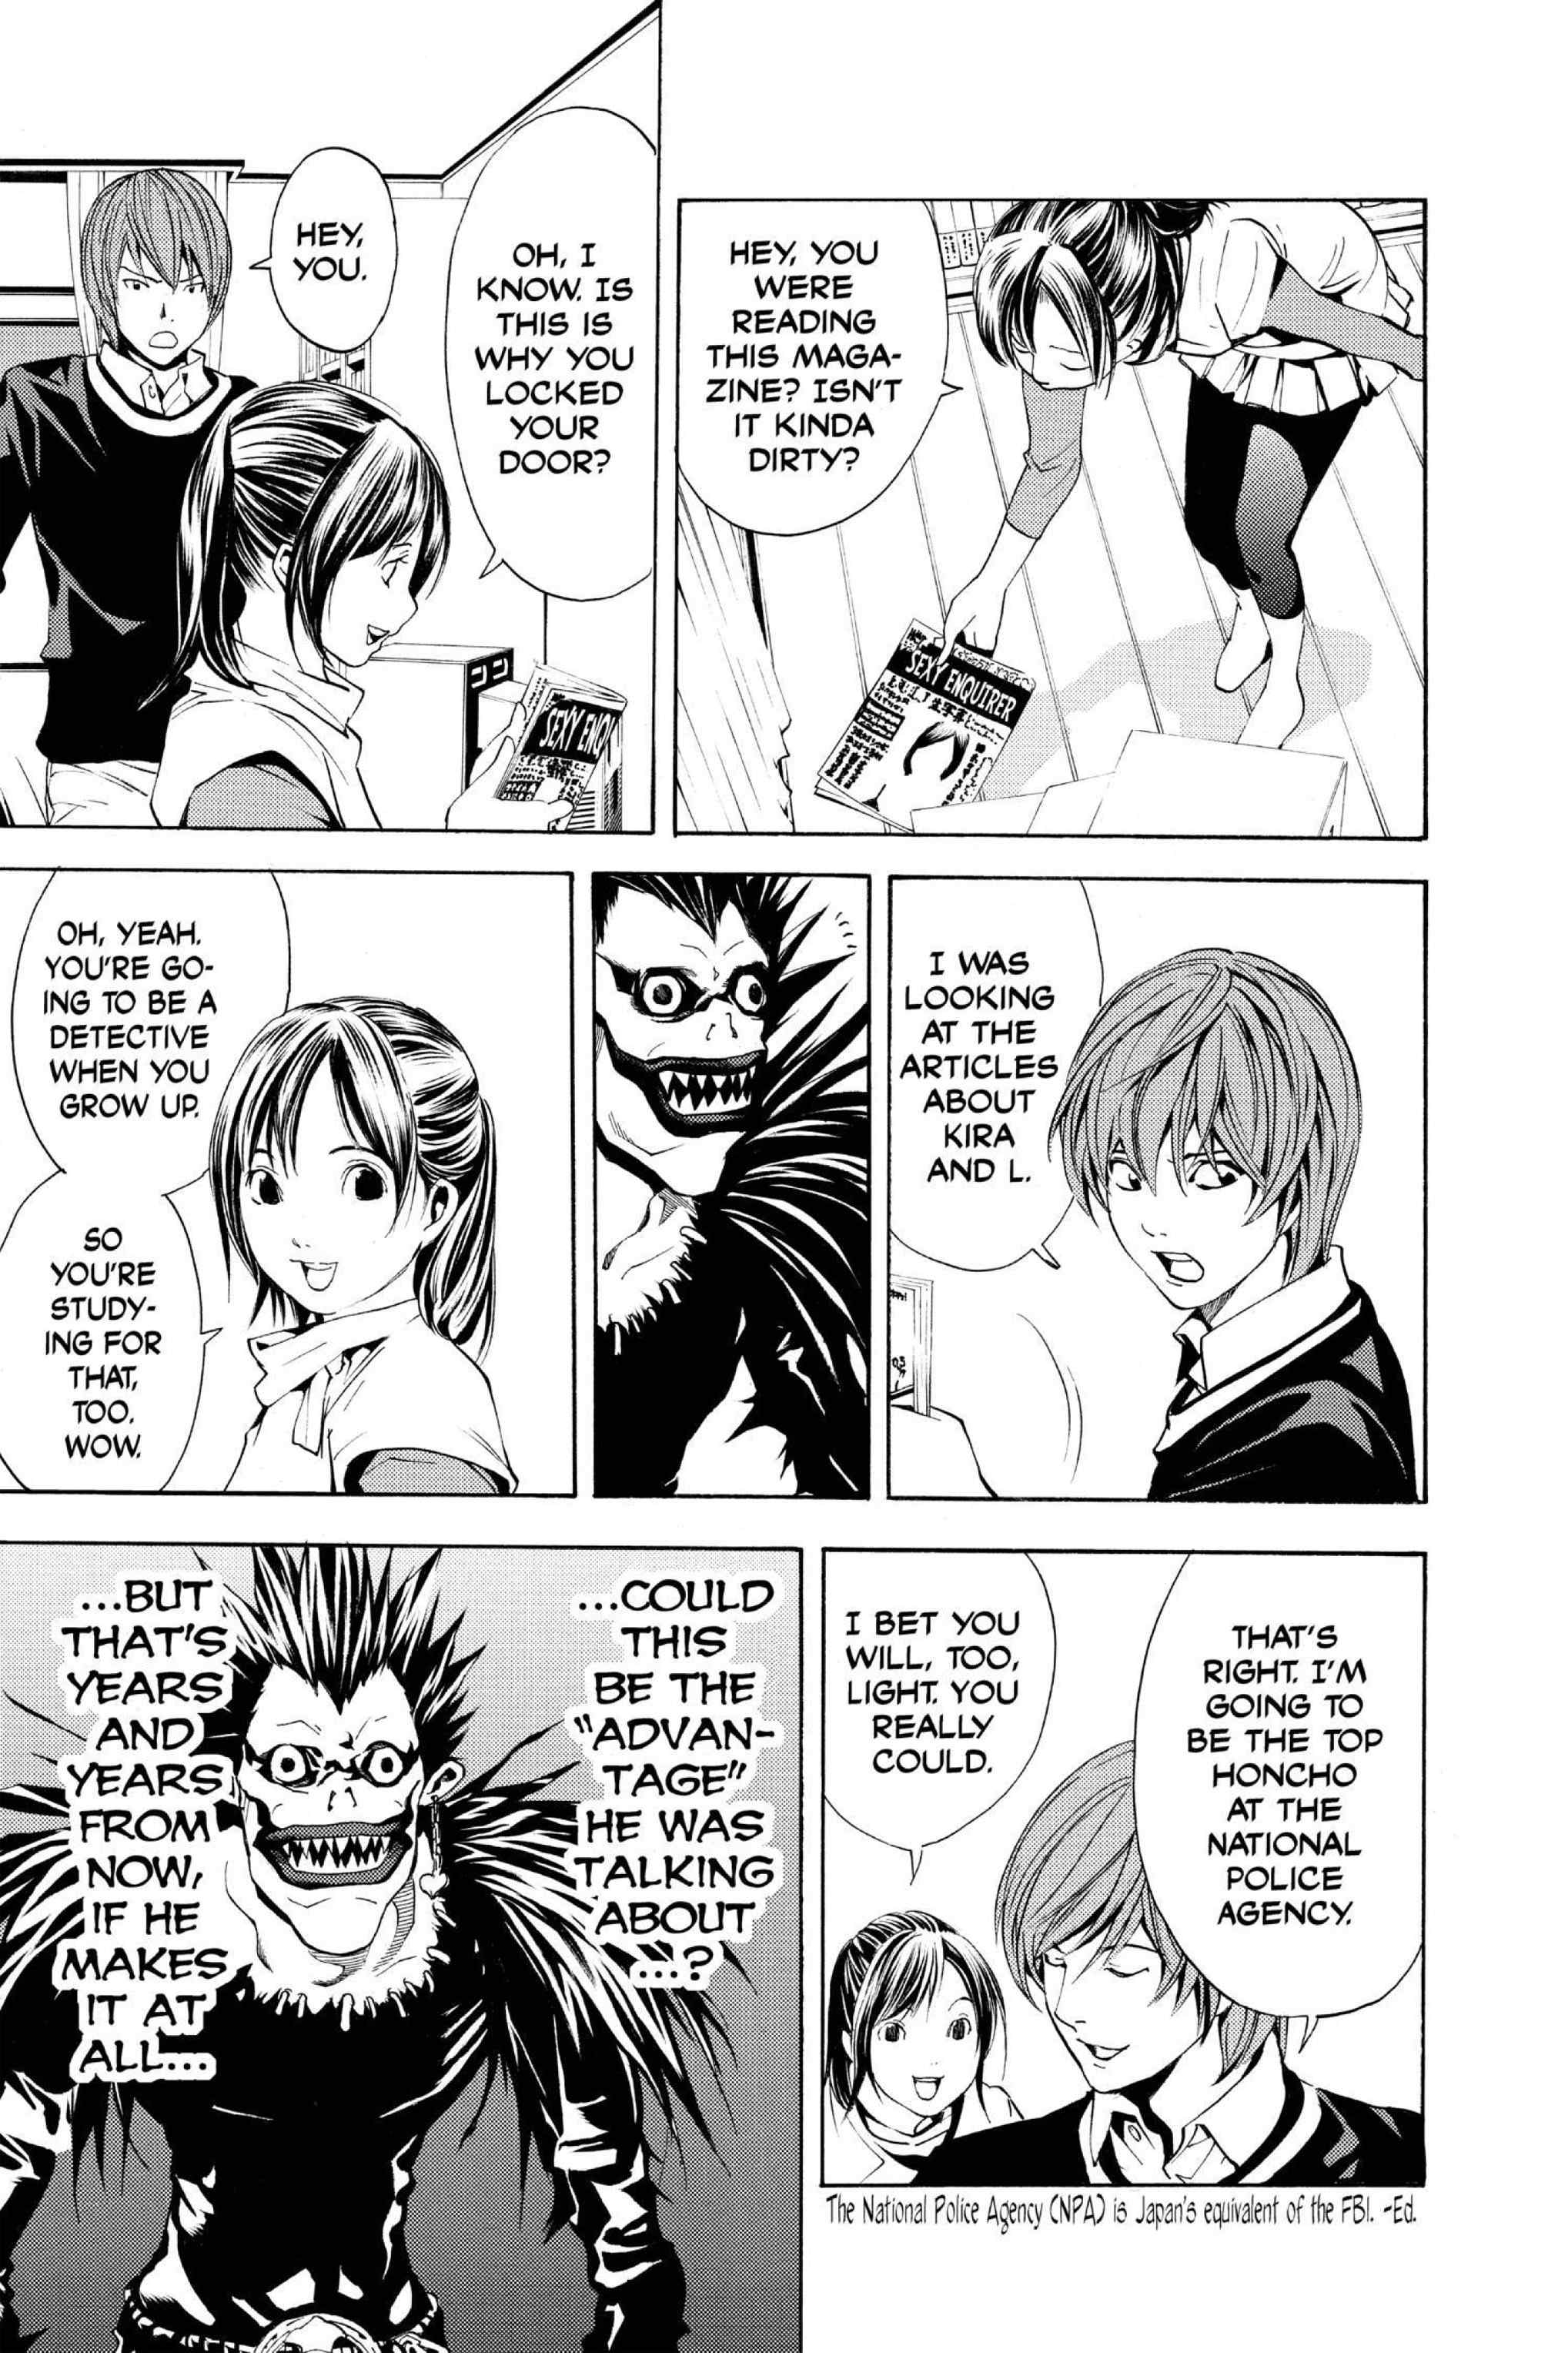 HEY, YOU
WERE
READING
THIS MAGA-
ZINE? ISN'T
IT KINDA
DIRTY?
SEXY ENQUIRER
OH, I
KNOW. IS
THIS IS
WHY YOU
LOCKED
YOUR
DOOR?
HEY,
YOU.
SEXY ENQU
I WAS
LOOKING
AT THE
ARTICLES
ABOUT
KIRA
AND L.
OH, YEAH.
YOU'RE GO-
ING TO BE A
DETECTIVE
WHEN YOU
GROW UP.
SO
YOU'RE
STUDY-
ING FOR
THAT,
TOO.
WOW.
THAT'S
RIGHT. I'M
GOING TO
BE THE TOP
HONCHO
AT THE
NATIONAL
POLICE
AGENCY.
I BET YOU
WILL, TOO,
LIGHT. YOU
REALLY
COULD.
The National Police Agency (NPA) is Japan's equivalent of the FBI. -Ed.
...COULD
THIS
BE THE
"ADVAN-
TAGE"
HE WAS
TALKING
ABOUT
...?
...BUT
THAT'S
YEARS
AND
YEARS
FROM
NOW,
IF HE
MAKES
IT AT
ALL...